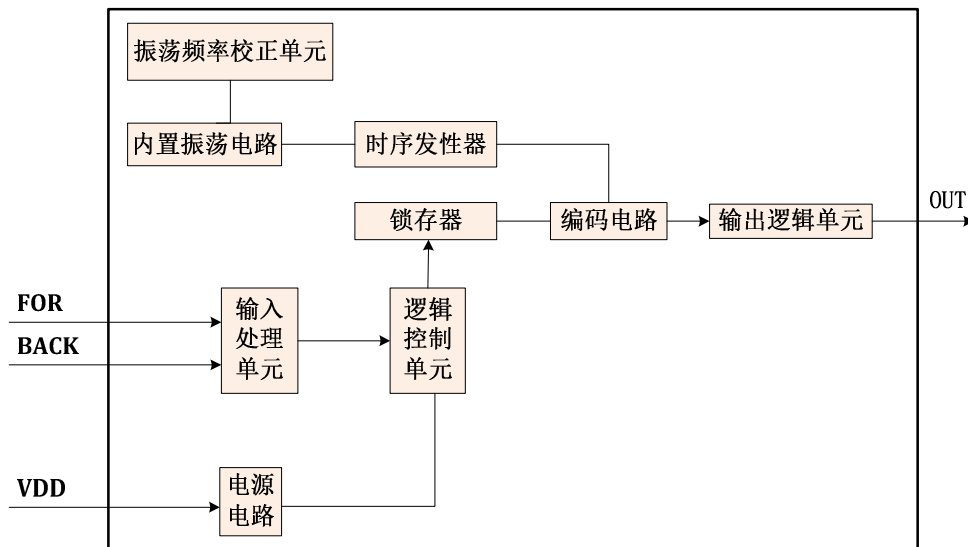 振荡频率校正单元
内置振荡电路
时序发性器
锁存器
编码电路
输出逻辑单元
OUT
FOR
BACK
输入
处理
单元
逻辑
控制
单元
VDD
电源
电路